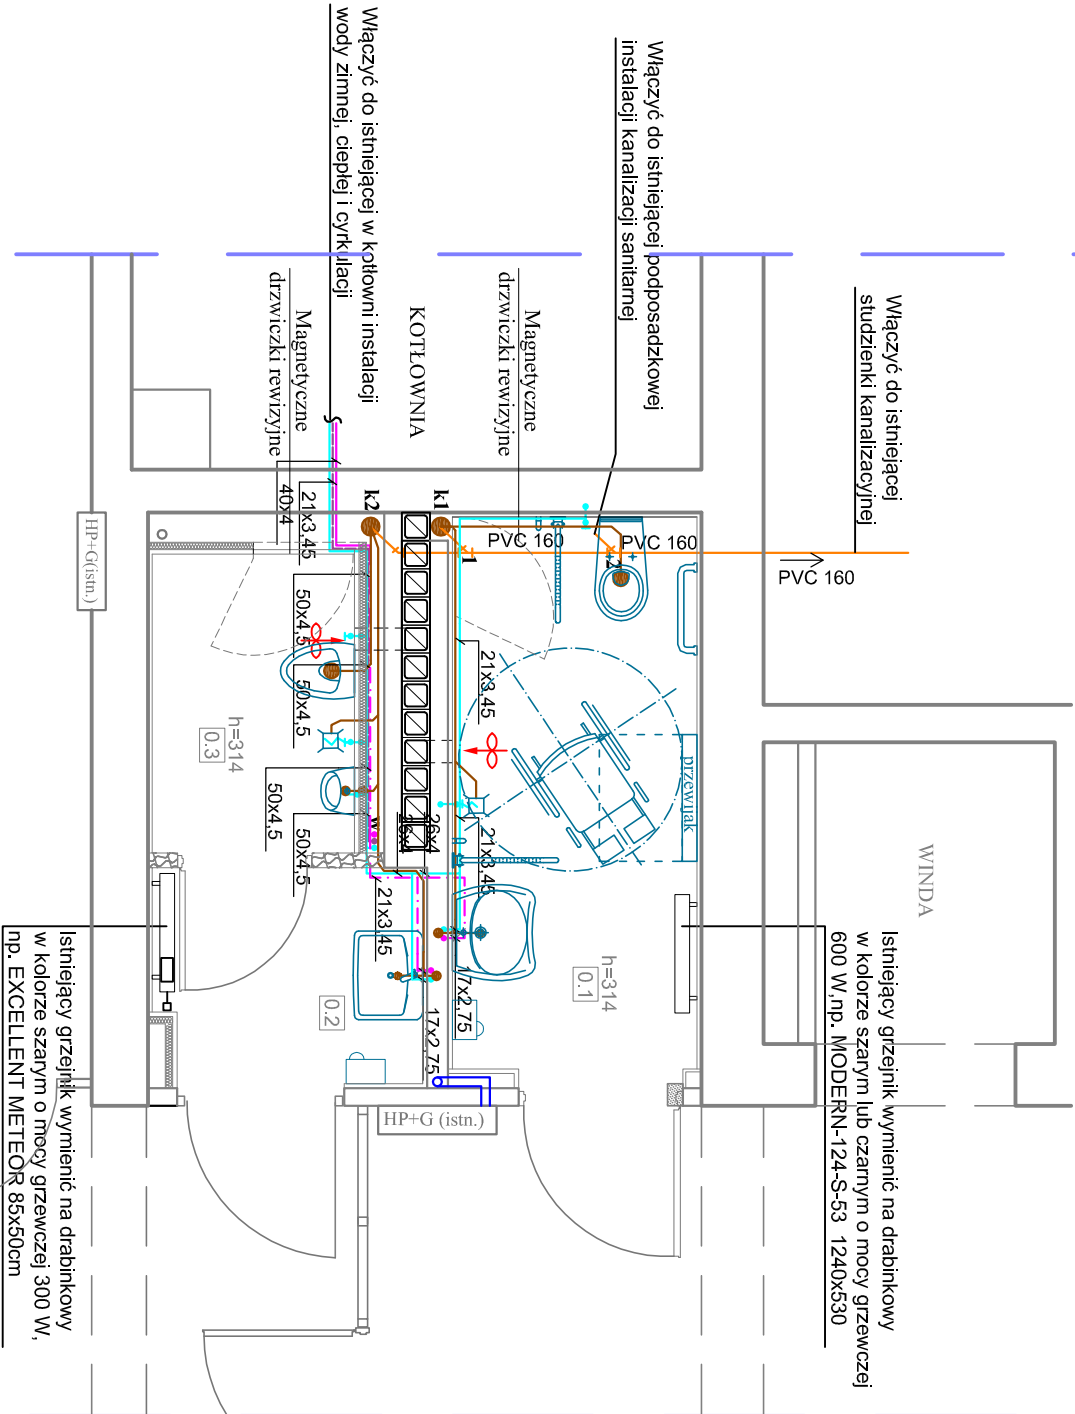 Włączyć do istniejącej
studzienki kanalizacyjnej
PVC 160
Włączyć do istniejącej podposadzkowej
instalacji kanalizacji sanitarnej
Włączyć do istniejącej w kotłowni instalacji
wody zimnej, ciepłej i cyrkulacji
Magnetyczne
drzwiczki rewizyjne
KOTŁOWNIA
Magnetyczne
drzwiczki rewizyjne
PVC 160
PVC 160
k1
k2
1
2
21x3,45
40x4
HP+G(istn.)
50x4,5
50x4,5
50x4,5
50x4,5
21x3,45
21x3,45
26x4
26x4
21x3,45
17x2,75
17x2,75
w
przewijak
h=314
0.3
h=314
0.1
0.2
WINDA
HP+G (istn.)
Istniejący grzejnik wymienić na drabinkowy
w kolorze szarym lub czarnym o mocy grzewczej
600 W,np. MODERN-124-S-53 1240x530
Istniejący grzejnik wymienić na drabinkowy
w kolorze szarym o mocy grzewczej 300 W,
np. EXCELLENT METEOR 85x50cm